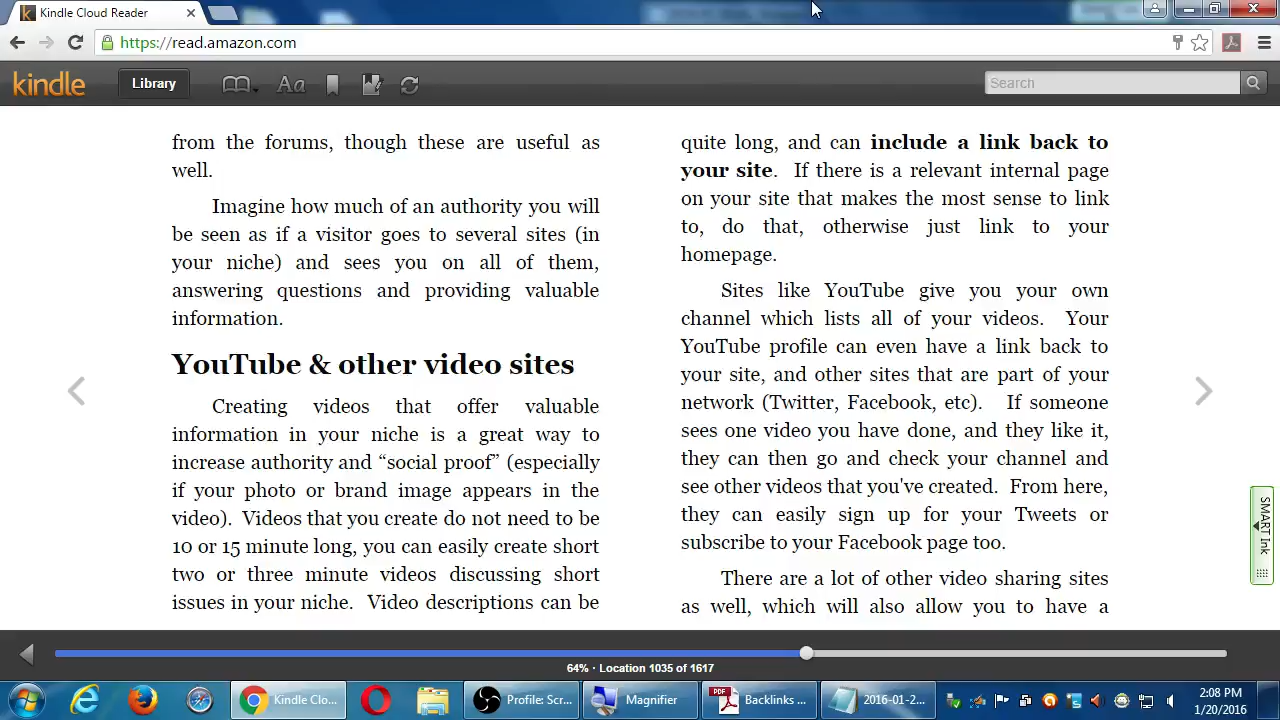 Kindle Cloud Reader
https://read.amazon.com
kindle
Library
Aa
Search
from the forums, though these are useful as
well.
Imagine how much of an authority you will
be seen as if a visitor goes to several sites (in
your niche) and sees you on all of them,
answering questions and providing valuable
information.
YouTube & other video sites
Creating videos that offer valuable
information in your niche is a great way to
increase authority and “social proof” (especially
if your photo or brand image appears in the
video). Videos that you create do not need to be
10 or 15 minute long, you can easily create short
two or three minute videos discussing short
issues in your niche. Video descriptions can be
quite long, and can include a link back to
your site. If there is a relevant internal page
on your site that makes the most sense to link
to, do that, otherwise just link to your
homepage.
Sites like YouTube give you your own
channel which lists all of your videos. Your
YouTube profile can even have a link back to
your site, and other sites that are part of your
network (Twitter, Facebook, etc). If someone
sees one video you have done, and they like it,
they can then go and check your channel and
see other videos that you've created. From here,
they can easily sign up for your Tweets or
subscribe to your Facebook page too.
There are a lot of other video sharing sites
as well, which will also allow you to have a
SMART Ink
64% · Location 1035 of 1617
Kindle Clo...
Profile: Scr...
Magnifier
PDF
Backlinks ...
2016-01-2...
2:08 PM
1/20/2016